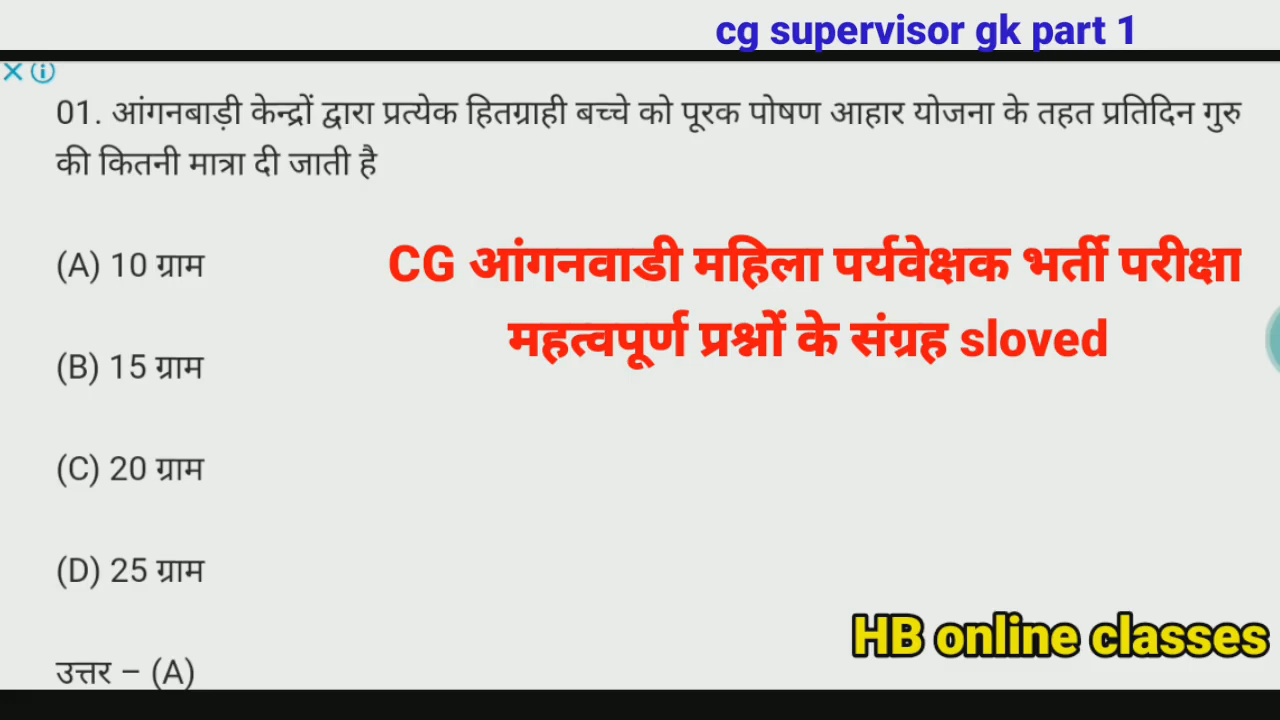 cg supervisor gk part 1
01. आंगनबाड़ी केन्द्रों द्वारा प्रत्येक हितग्राही बच्चे को पूरक पोषण आहार योजना के तहत प्रतिदिन गुरु
की कितनी मात्रा दी जाती है
(A) 10 ग्राम
CG आंगनवाडी महिला पर्यवेक्षक भर्ती परीक्षा
महत्वपूर्ण प्रश्नों के संग्रह sloved
(B) 15 ग्राम
(C) 20 ग्राम
(D) 25 ग्राम
HB online classes
उत्तर – (A)